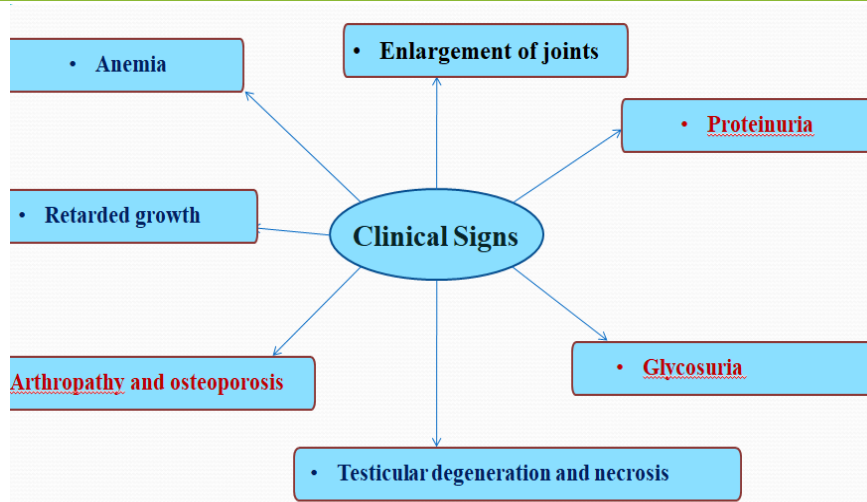 • Anemia
• Enlargement of joints
• Proteinuria
• Retarded growth
Clinical Signs
Arthropathy and osteoporosis
• Glycosuria
• Testicular degeneration and necrosis